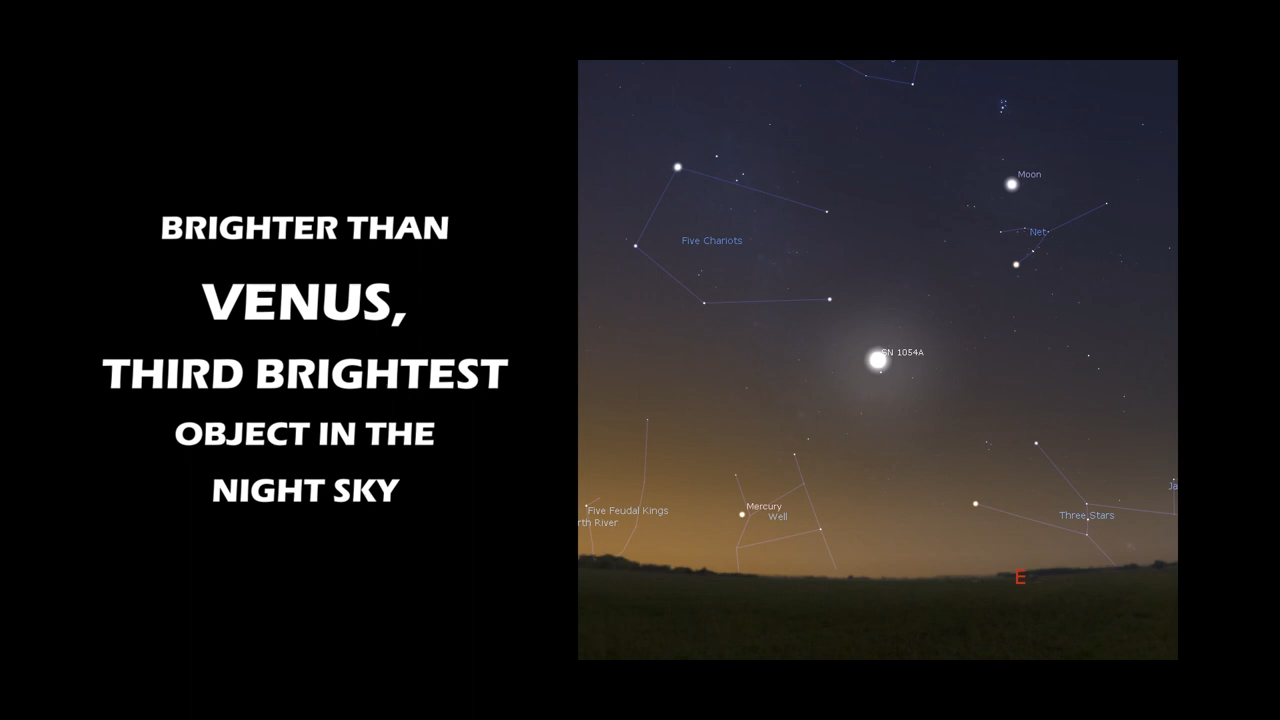 BRIGHTER THAN
VENUS,
THIRD BRIGHTEST
OBJECT IN THE
NIGHT SKY
Moon
Net
Five Chariots
SN 1054A
Mercury
Well
Five Feudal Kings
rth River
Three Stars
Ja
E